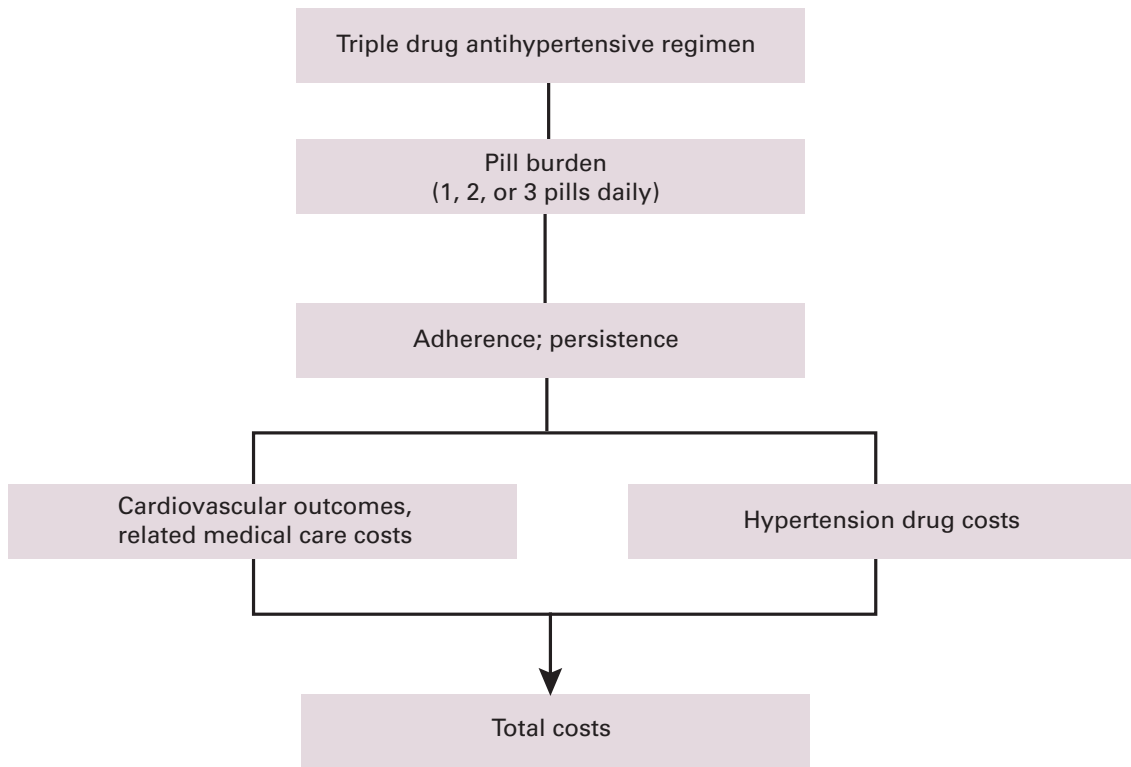 Triple drug antihypertensive regimen
Pill burden
(1, 2, or 3 pills daily)
Adherence; persistence
Cardiovascular outcomes,
related medical care costs
Hypertension drug costs
Total costs